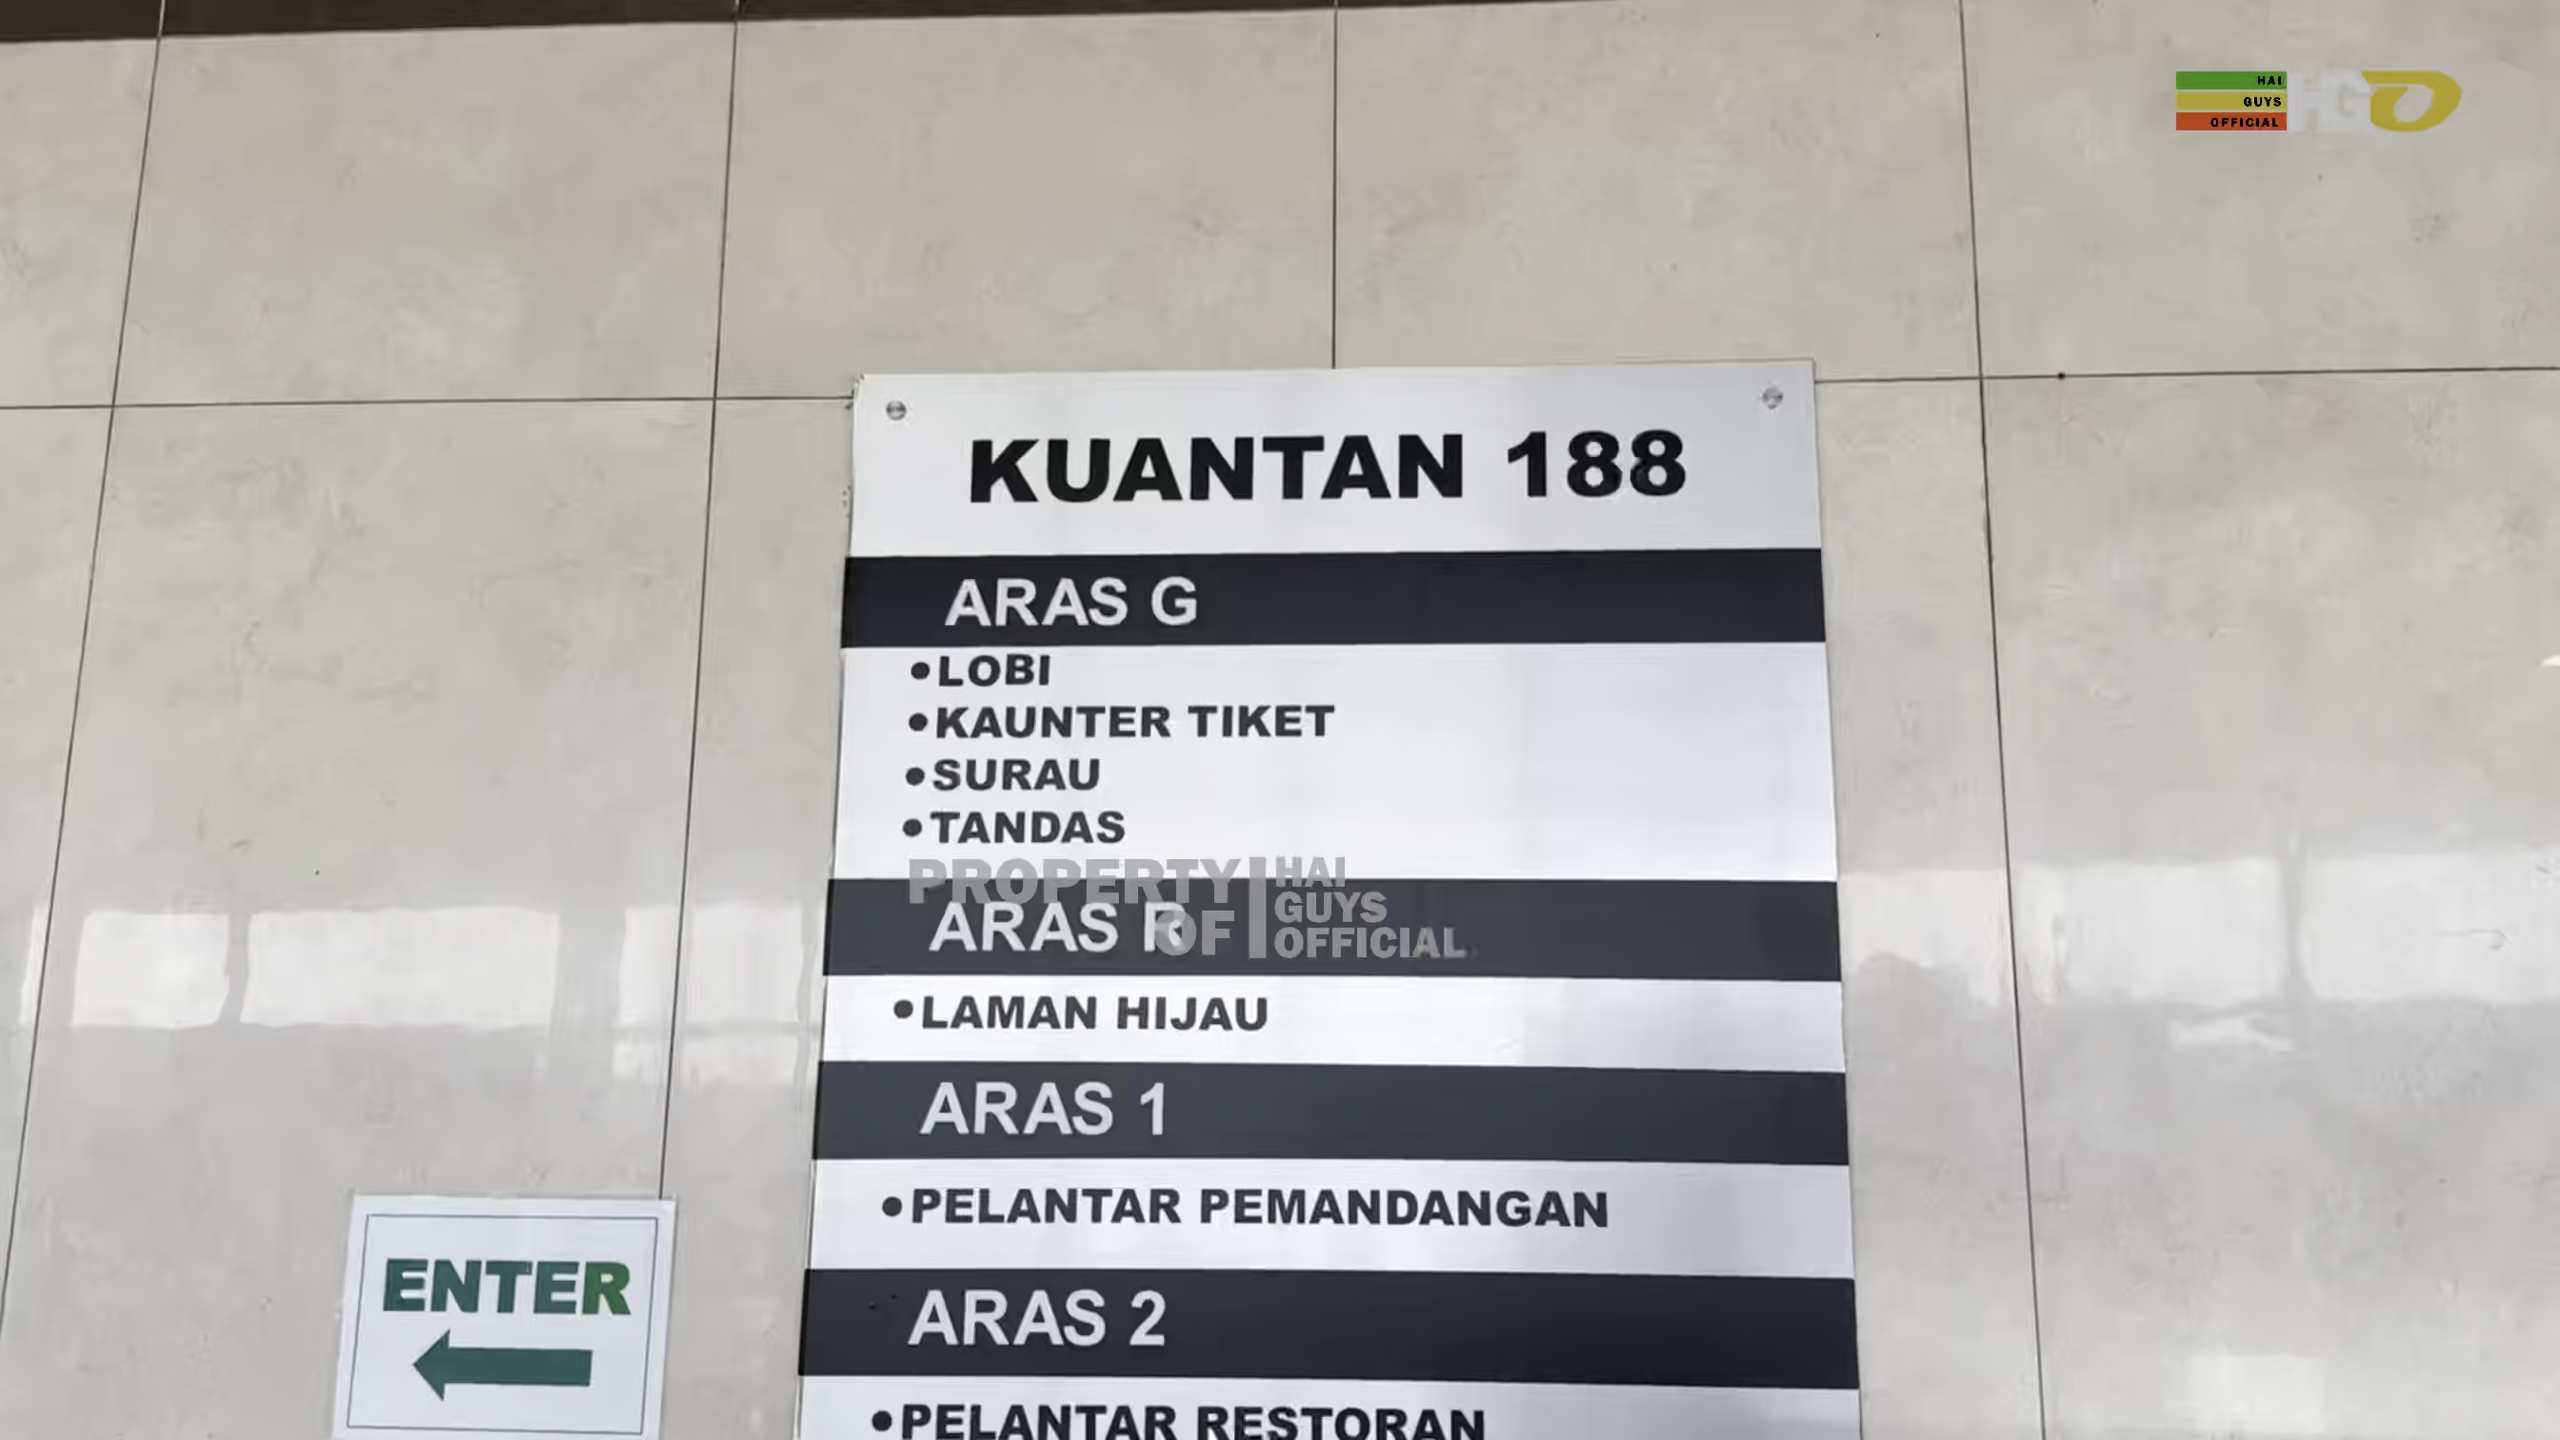 HAI
GUYS
OFFICIAL
HGO
KUANTAN 188
ARAS G
•LOBI
•KAUNTER TIKET
•SURAU
•TANDAS
PROPERTY OF
HAI
GUYS
OFFICIAL
ARAS R
•LAMAN HIJAU
ARAS 1
•PELANTAR PEMANDANGAN
ARAS 2
•PELANTAR RESTORAN
ENTER